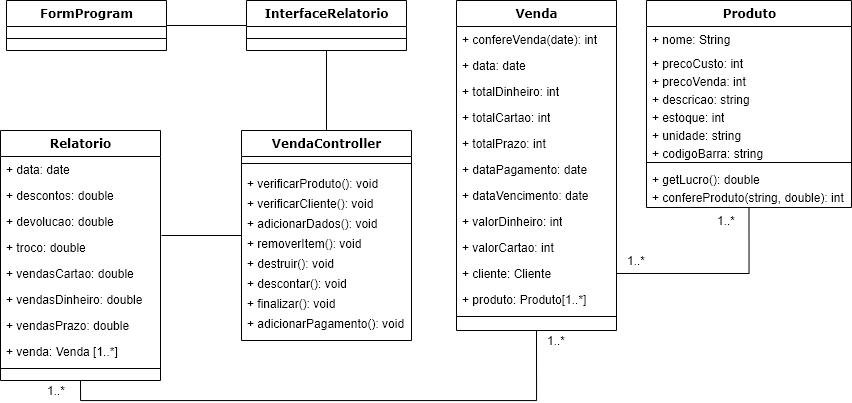 FormProgram
InterfaceRelatorio
Venda
+ confereVenda(date): int
+ data: date
+ totalDinheiro: int
+ totalCartao: int
+ totalPrazo: int
+ dataPagamento: date
+ dataVencimento: date
+ valorDinheiro: int
+ valorCartao: int
+ cliente: Cliente
+ produto: Produto[1..*]
Produto
+ nome: String
+ precoCusto: int
+ precoVenda: int
+ descricao: string
+ estoque: int
+ unidade: string
+ codigoBarra: string
+ getLucro(): double
+ confereProduto(string, double): int
Relatorio
+ data: date
+ descontos: double
+ devolucao: double
+ troco: double
+ vendasCartao: double
+ vendasDinheiro: double
+ vendasPrazo: double
+ venda: Venda [1..*]
VendaController
+ verificarProduto(): void
+ verificarCliente(): void
+ adicionarDados(): void
+ removerItem(): void
+ destruir(): void
+ descontar(): void
+ finalizar(): void
+ adicionarPagamento(): void
1..*
1..*
1..*
1..*